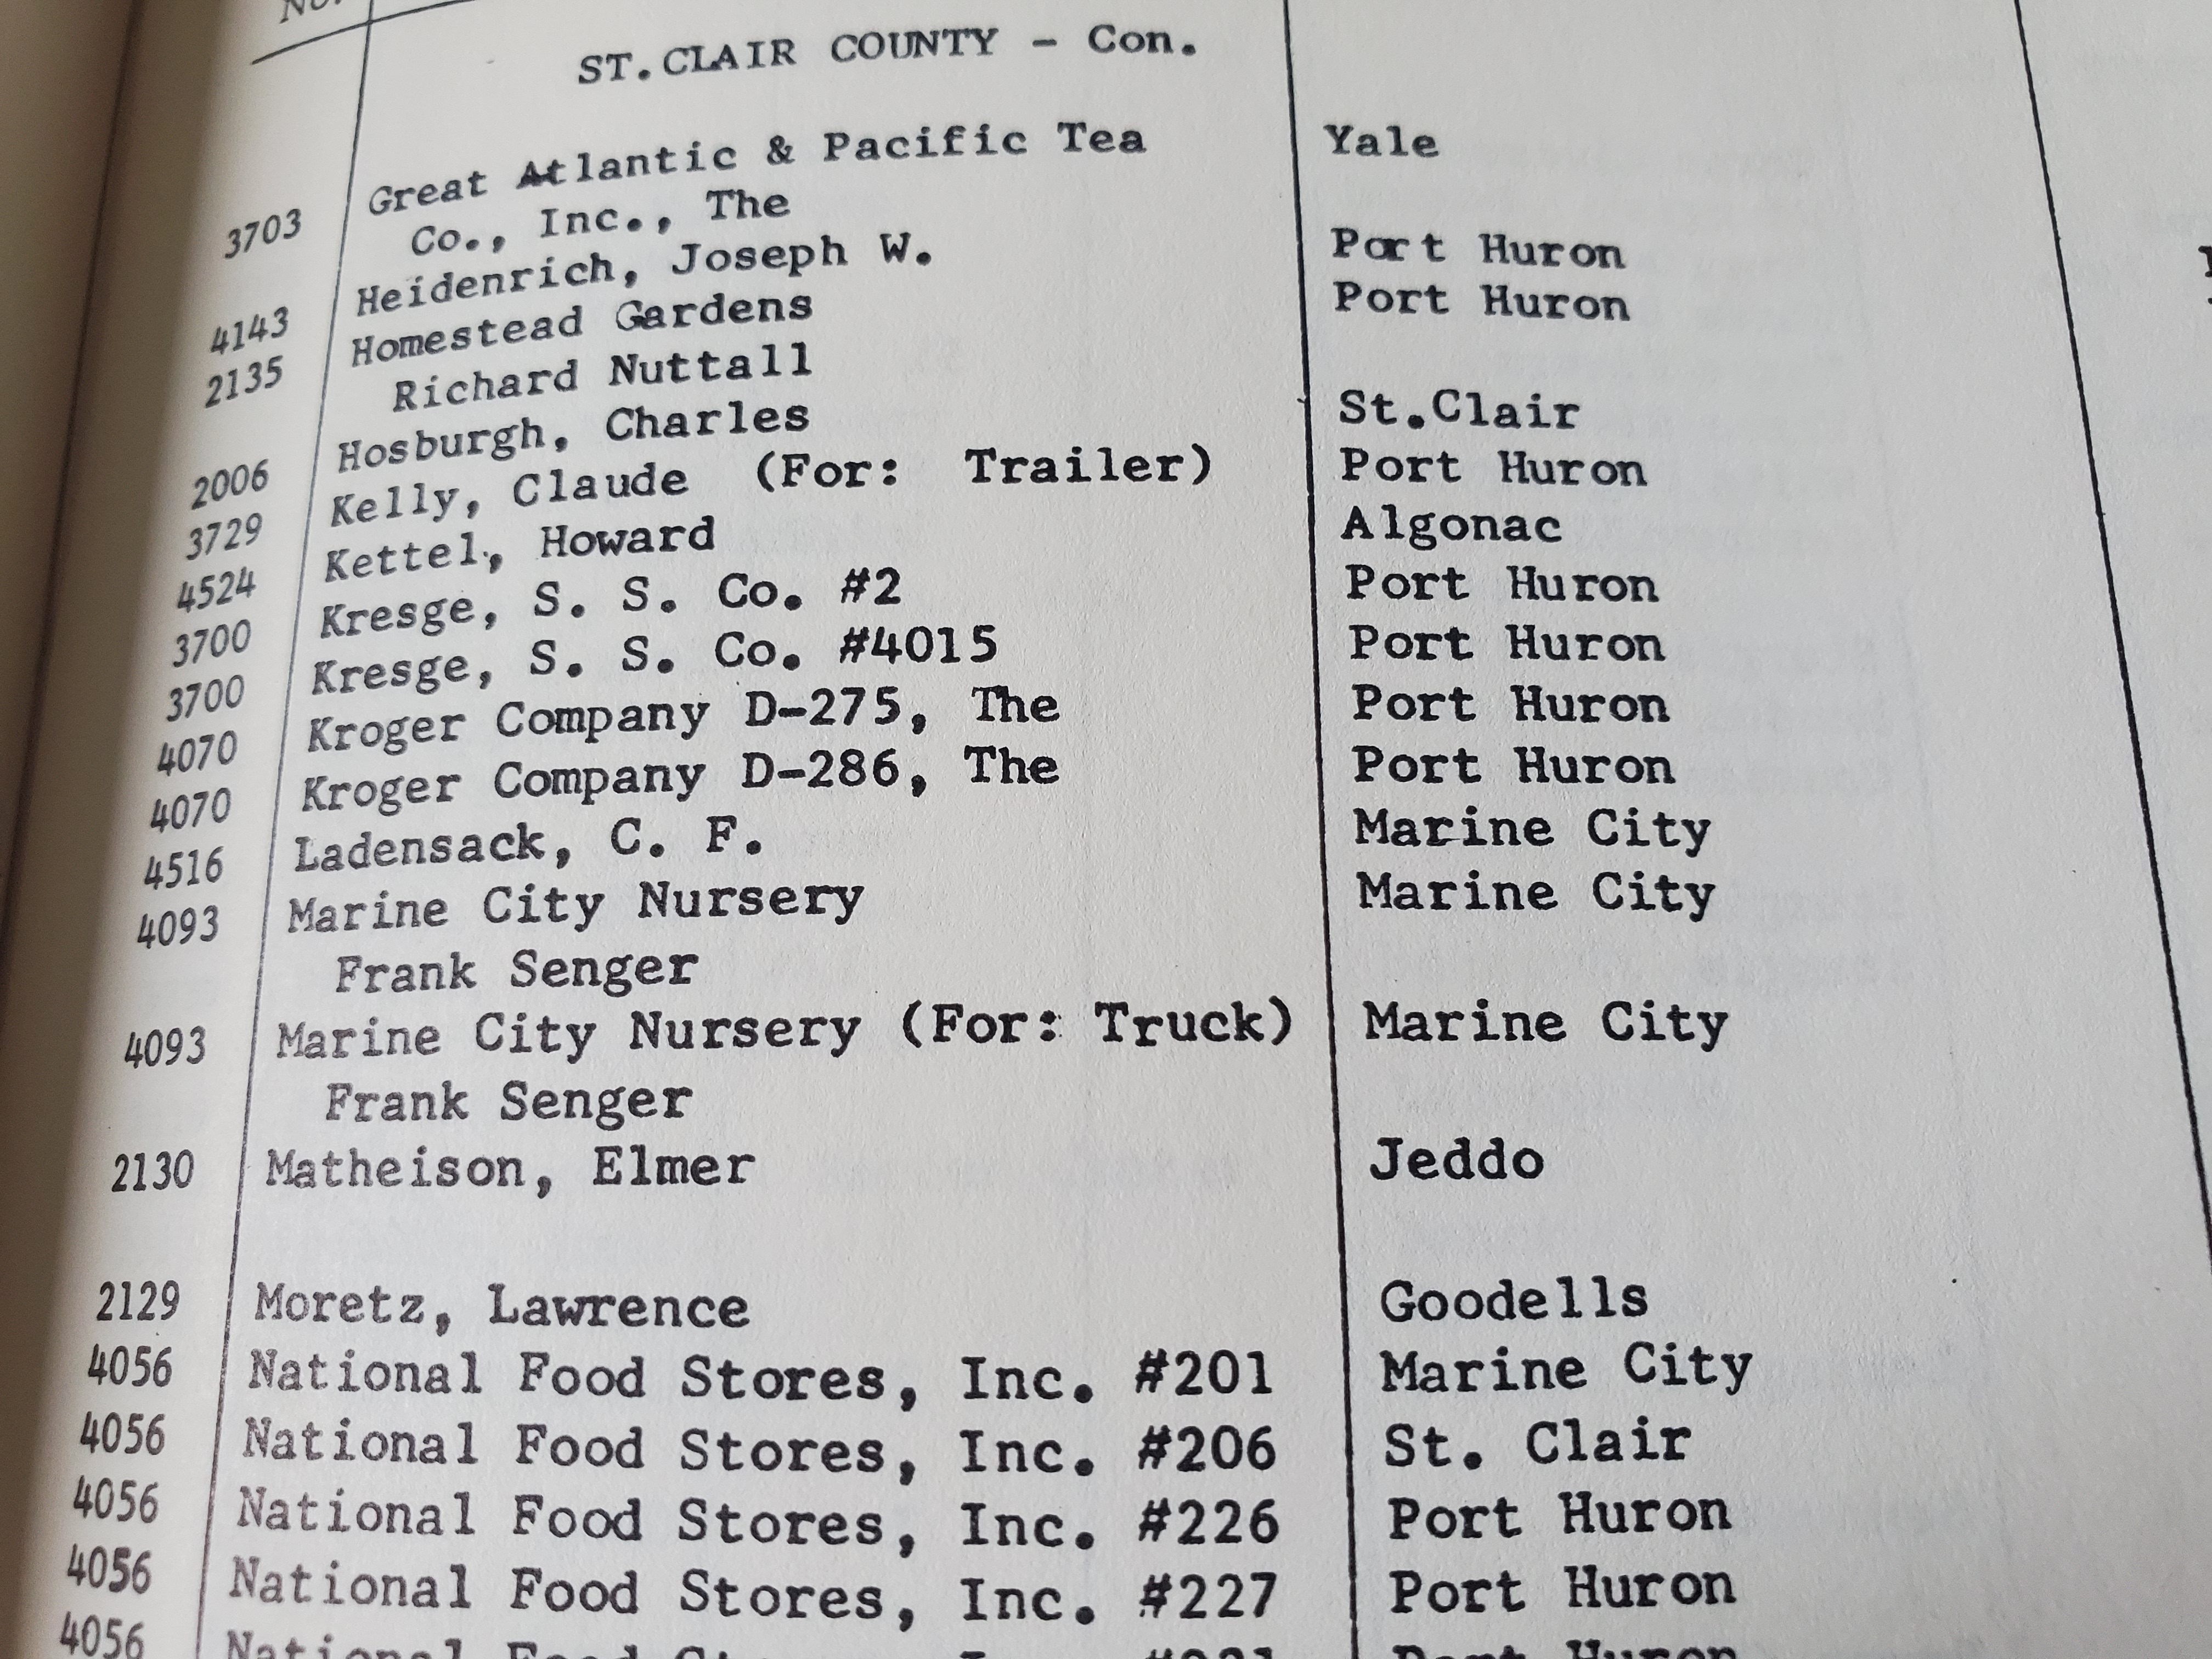 No.
ST.CLAIR COUNTY - Con.
3703 Great Atlantic & Pacific Tea Yale
Co., Inc., The
4143 Heidenrich, Joseph W. Port Huron
2135 Homestead Gardens Port Huron
Richard Nuttall
2006 Hosburgh, Charles St.Clair
3729 Kelly, Claude (For: Trailer) Port Huron
4524 Kettel, Howard Algonac
3700 Kresge, S. S. Co. #2 Port Huron
3700 Kresge, S. S. Co. #4015 Port Huron
4070 Kroger Company D-275, The Port Huron
4070 Kroger Company D-286, The Port Huron
4516 Ladensack, C. F. Marine City
4093 Marine City Nursery Marine City
Frank Senger
4093 Marine City Nursery (For: Truck) Marine City
Frank Senger
2130 Matheison, Elmer Jeddo
2129 Moretz, Lawrence Goodells
4056 National Food Stores, Inc. #201 Marine City
4056 National Food Stores, Inc. #206 St. Clair
4056 National Food Stores, Inc. #226 Port Huron
4056 National Food Stores, Inc. #227 Port Huron
4056 National Food Port Huron